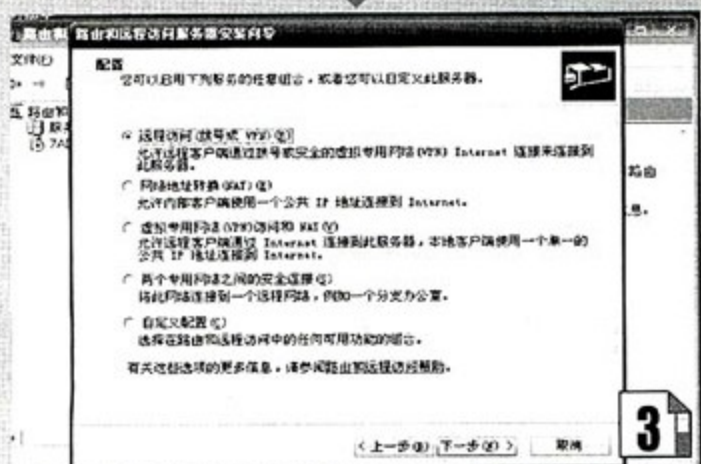 路由和远程访问服务器安装向导
文件(F)
配置
您可以启用下列服务的任意组合，或者您可以自定义此服务器。
远程访问(拨号或 VPN)(R)
允许远程客户端通过拨号或安全的虚拟专用网络(VPN) Internet 连接来连接到
此服务器。
网络地址转换(NAT)(E)
允许内部客户端使用一个公共 IP 地址连接到 Internet。
虚拟专用网络(VPN)访问和 NAT(V)
允许远程客户端通过 Internet 连接到此服务器，本地客户端使用一个单一的
公共 IP 地址连接到 Internet。
两个专用网络之间的安全连接(S)
将此网络连接到一个远程网络，例如一个分支办公室。
自定义配置(C)
选择在路由和远程访问中的任何可用功能的组合。
有关这些选项的更多信息，请参阅路由和远程访问帮助。
<上一步(B) 下一步(N)> 取消
3